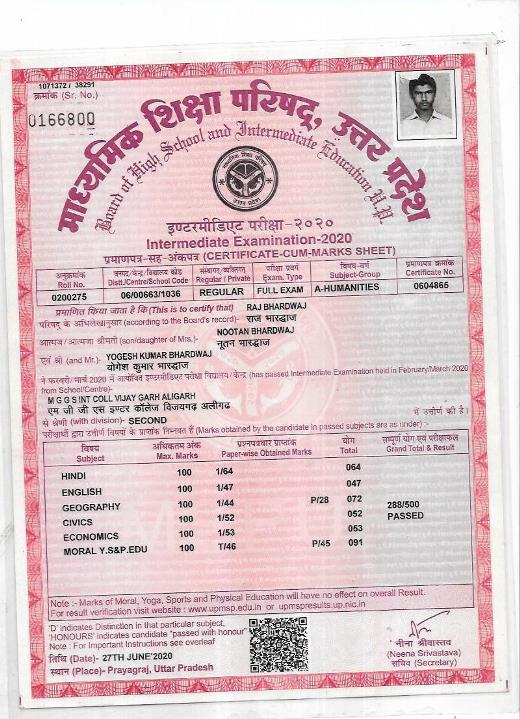 1071372 / 38291
क्रमांक (Sr. No.)
0166800
माध्यमिक शिक्षा परिषद, उत्तर प्रदेश
Board of High School and Intermediate Education U.P.
इण्टरमीडिएट परीक्षा-२०२०
Intermediate Examination-2020
प्रमाणपत्र-सह-अंकपत्र (CERTIFICATE-CUM-MARKS SHEET)
अनुक्रमांक जनपद/केन्द्र/विद्यालय कोड संस्थागत/व्यक्तिगत परीक्षा प्रवर्ग विषय-वर्ग प्रमाणपत्र क्रमांक
Roll No. Distt./Centre/School Code Regular / Private Exam. Type Subject-Group Certificate No.
0200275 06/00663/1036 REGULAR FULL EXAM A-HUMANITIES 0604865
प्रमाणित किया जाता है कि (This is to certify that) RAJ BHARDWAJ
परिषद के अभिलेखानुसार (according to the Board's record)- राज भारद्वाज
NOOTAN BHARDWAJ
आत्मज / आत्मजा श्रीमती (son/daughter of Mrs.)- नूतन भारद्वाज
एवं श्री (and Mr.)- YOGESH KUMAR BHARDWAJ
योगेश कुमार भारद्वाज
ने फरवरी/ मार्च 2020 में आयोजित इण्टरमीडिएट परीक्षा विद्यालय / केन्द्र (has passed Intermediate Examination held in February/March 2020
from School/Centre)-
M G G S INT COLL VIJAY GARH ALIGARH
एम जी जी एस इण्टर कॉलेज विजयगढ़ अलीगढ में उत्तीर्ण की है।
से श्रेणी (with division)- SECOND
परीक्षार्थी द्वारा उत्तीर्ण विषयों के प्राप्तांक निम्नवत हैं (Marks obtained by the candidate in passed subjects are as under) :-
विषय अधिकतम अंक प्रश्नपत्रवार प्राप्तांक योग सम्पूर्ण योग एवं परीक्षाफल
Subject Max. Marks Paper-wise Obtained Marks Total Grand Total & Result
HINDI 100 1/64 064
ENGLISH 100 1/47 047
GEOGRAPHY 100 1/44 P/28 072 288/500
CIVICS 100 1/52 052 PASSED
ECONOMICS 100 1/53 053
MORAL Y.S&P.EDU 100 T/46 P/45 091
Note :- Marks of Moral, Yoga, Sports and Physical Education will have no effect on overall Result.
For result verification visit website : www.upmsp.edu.in or upmspresults.up.nic.in
'D' indicates Distinction in that particular subject.
'HONOURS' indicates candidate "passed with honour"
Note : For Important Instructions see overleaf
तिथि (Date)- 27TH JUNE'2020
स्थान (Place)- Prayagraj, Uttar Pradesh
नीना श्रीवास्तव
(Neena Srivastava)
सचिव (Secretary)